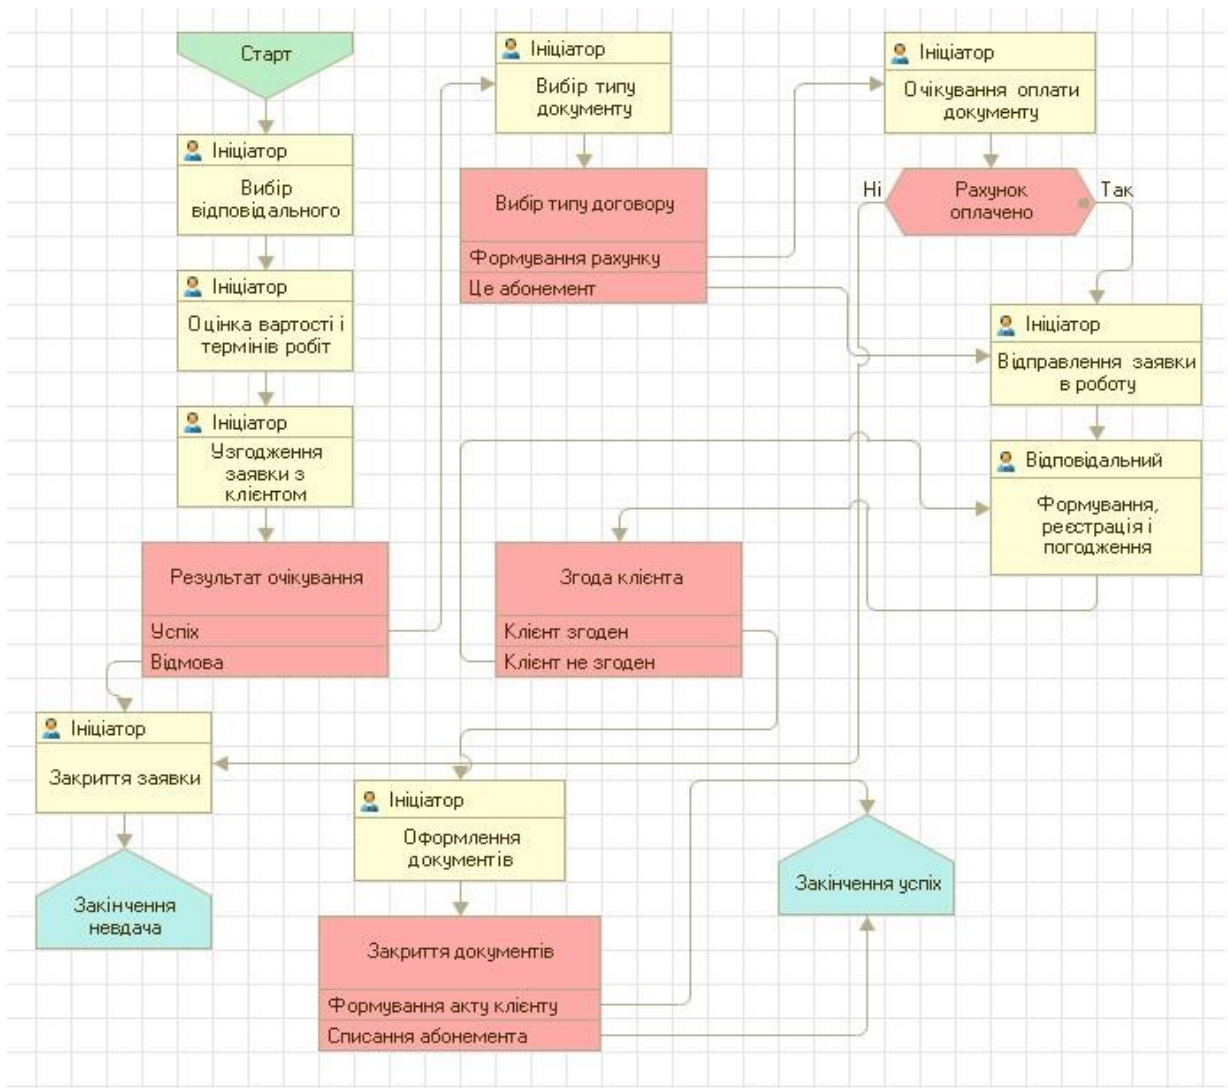 Старт
Ініціатор
Вибір
відповідального
Ініціатор
Оцінка вартості і
термінів робіт
Ініціатор
Узгодження
заявки з
клієнтом
Результат очікування
Успіх
Відмова
Ініціатор
Закриття заявки
Закінчення
невдача
Ініціатор
Вибір типу
документу
Вибір типу договору
Формування рахунку
Це абонемент
Ініціатор
Очікування оплати
документу
Ні
Рахунок
оплачено
Так
Ініціатор
Відправлення заявки
в роботу
Відповідальний
Формування,
реєстрація і
погодження
Згода клієнта
Клієнт згоден
Клієнт не згоден
Ініціатор
Оформлення
документів
Закриття документів
Формування акту клієнту
Списання абонемента
Закінчення успіх